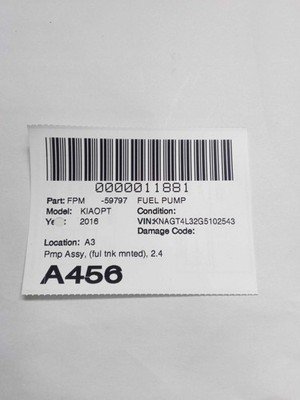 0000011881
Part: FPM -59797 FUEL PUMP
Model: KIAOPT Condition:
2016 VIN:KNAGT4L32G5102543
Damage Code:
Location: A3
Pmp Assy, (ful tnk mnted), 2.4
A456